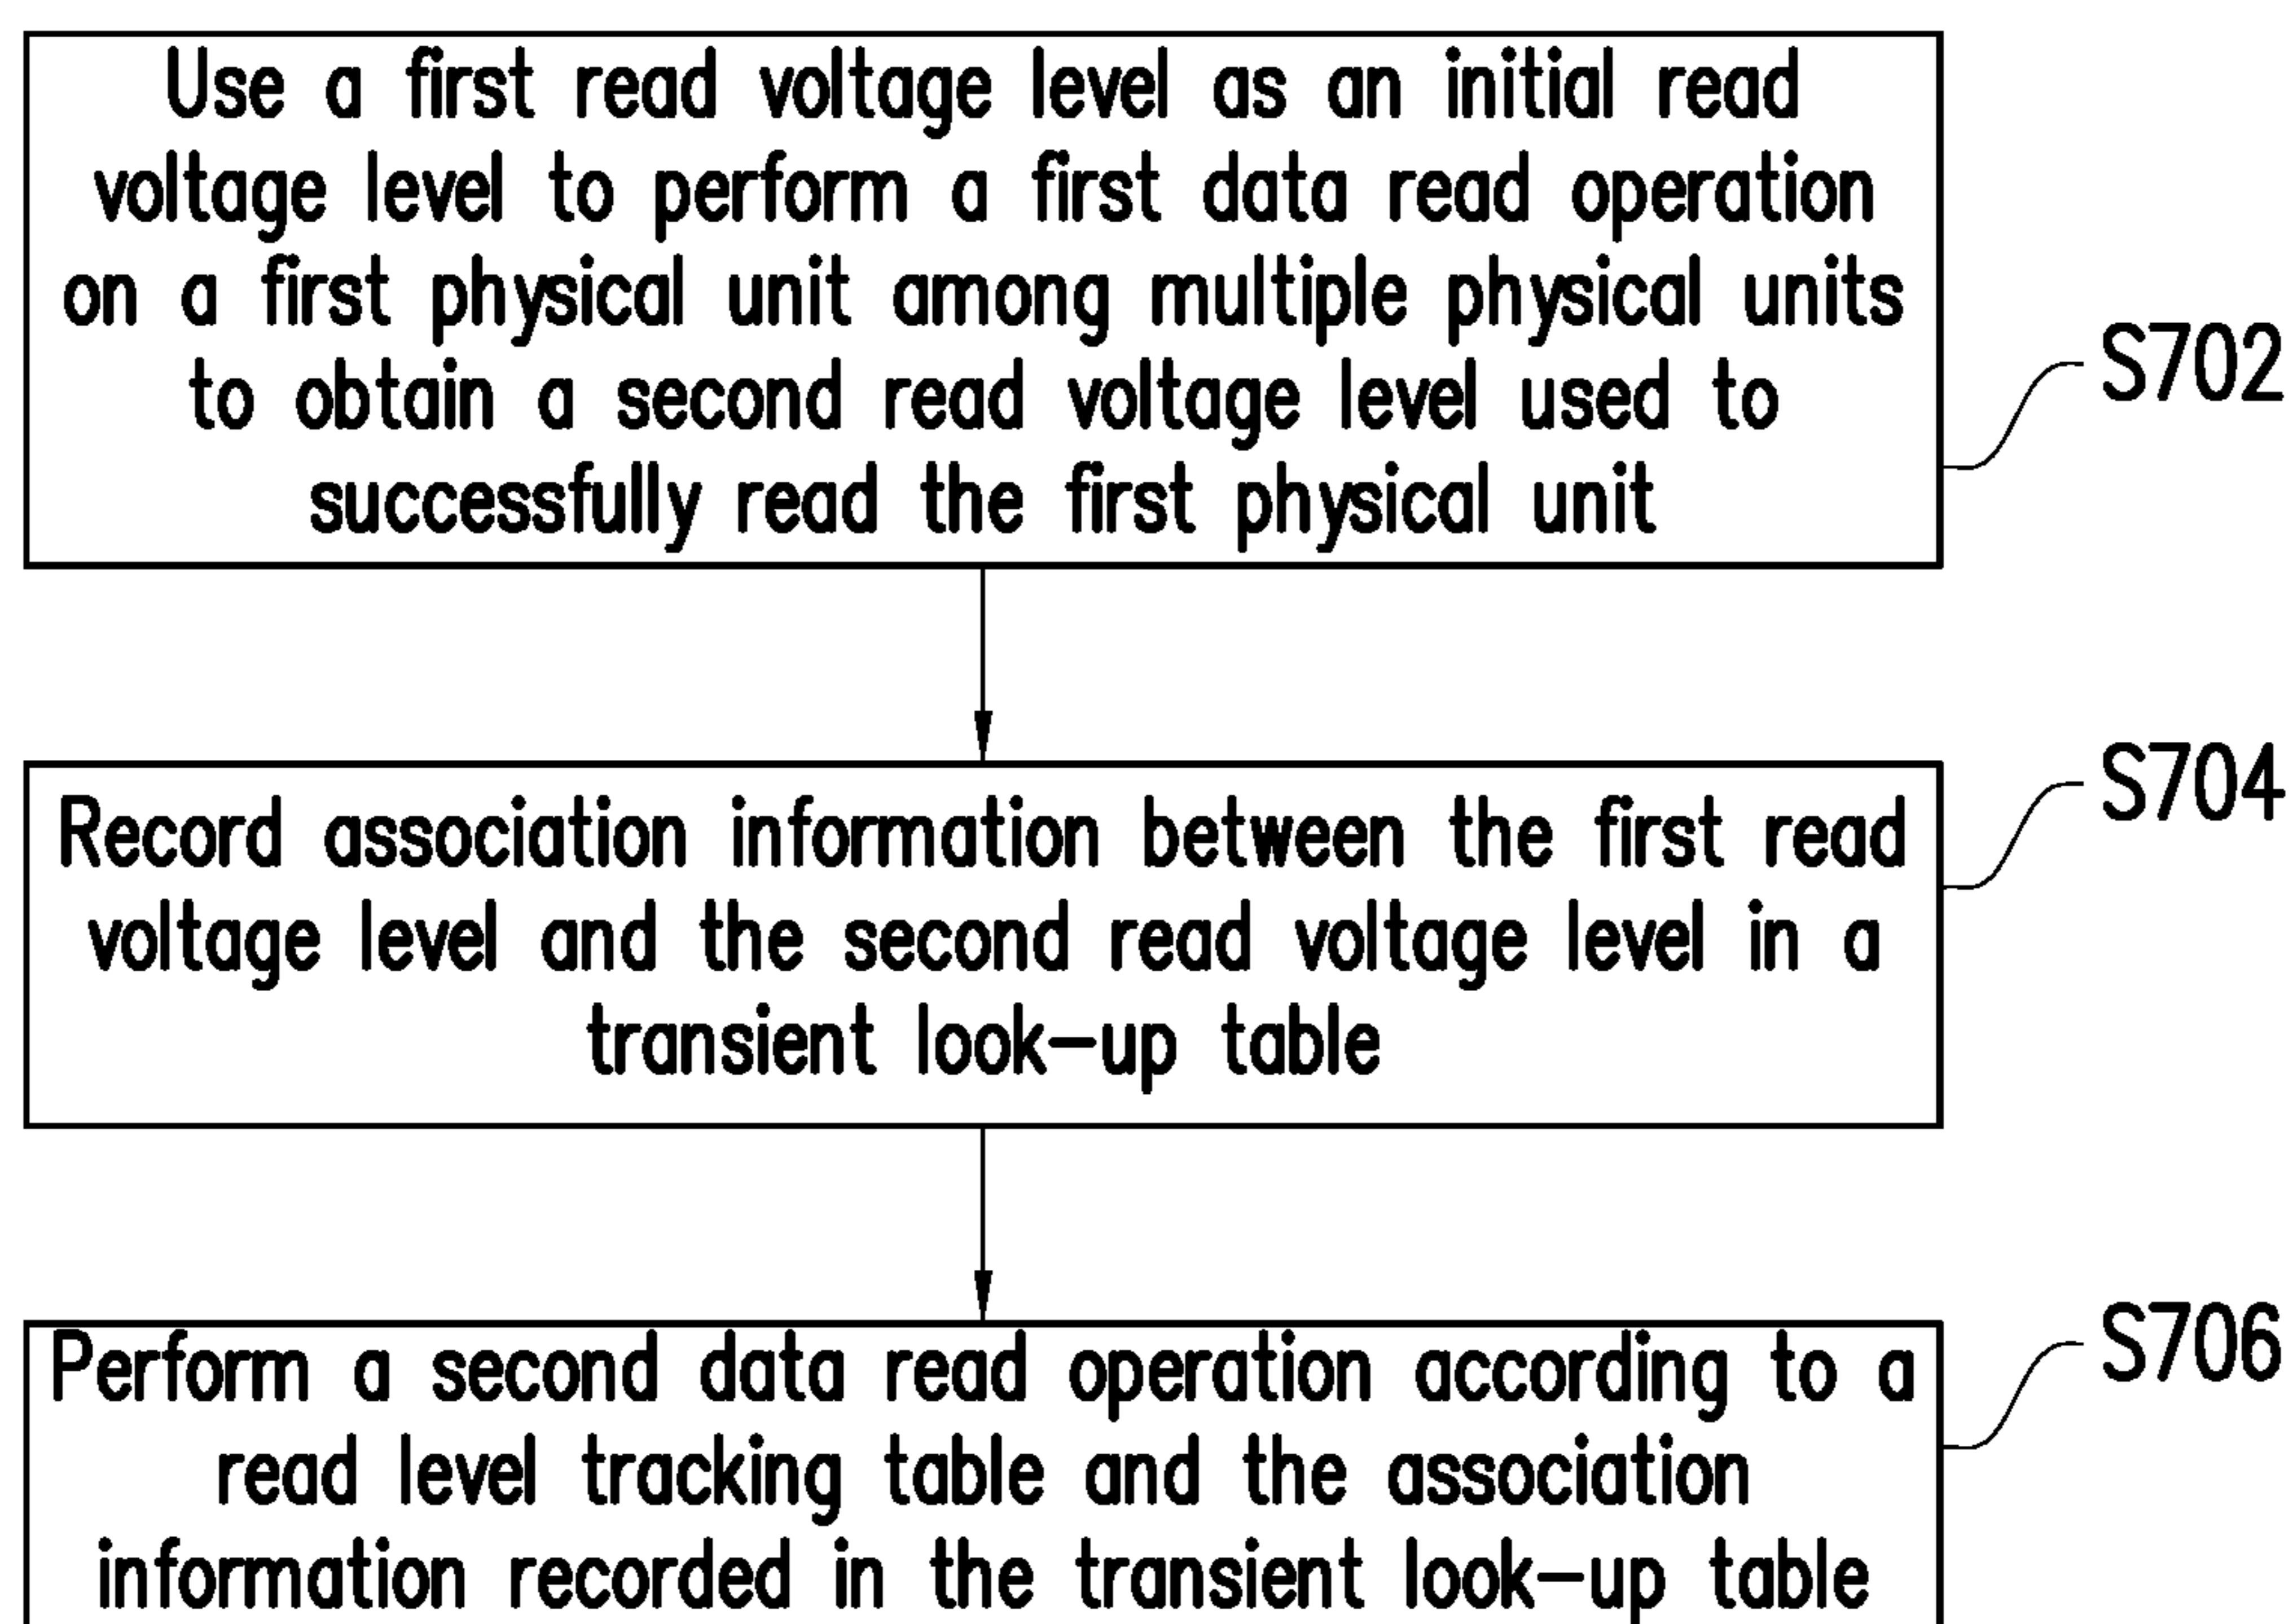 Use a first read voltage level as an initial read
voltage level to perform a first data read operation
on a first physical unit among multiple physical units
to obtain a second read voltage level used to
successfully read the first physical unit
S702
Record association information between the first read
voltage level and the second read voltage level in a
transient look-up table
S704
Perform a second data read operation according to a
read level tracking table and the association
information recorded in the transient look-up table
S706